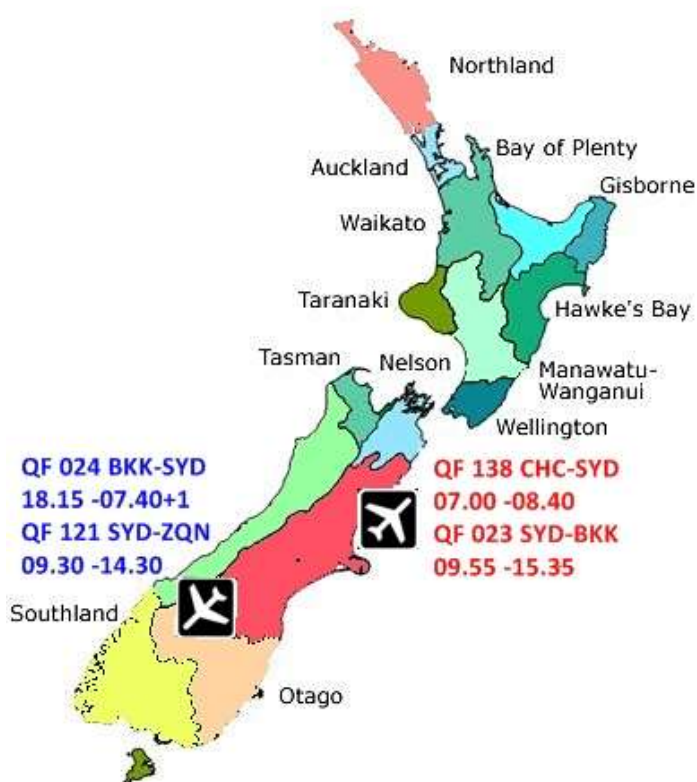 Northland
Bay of Plenty
Auckland
Gisborne
Waikato
Taranaki
Hawke's Bay
Tasman
Nelson
Manawatu-
Wanganui
Wellington
QF 024 BKK-SYD
18.15 -07.40+1
QF 121 SYD-ZQN
09.30 -14.30
QF 138 CHC-SYD
07.00 -08.40
QF 023 SYD-BKK
09.55 -15.35
Southland
Otago